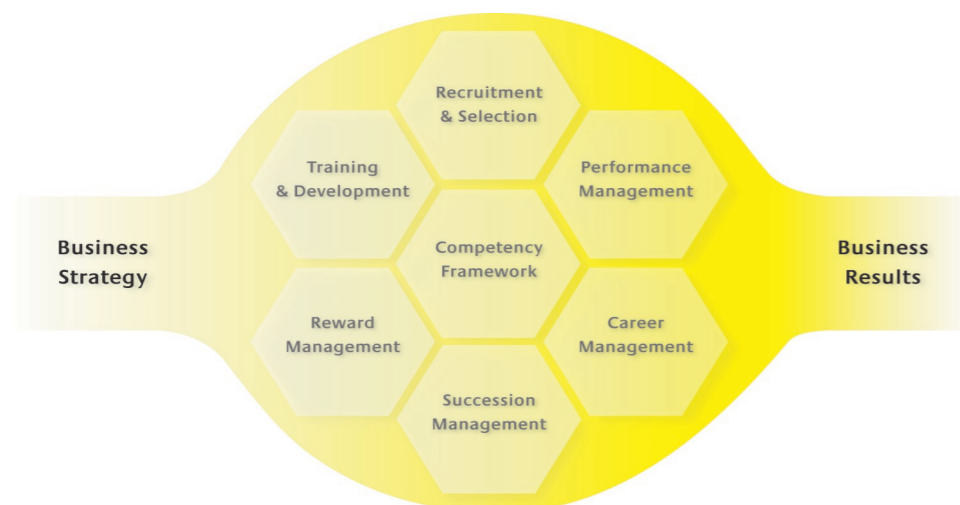 Recruitment
& Selection
Training
& Development
Performance
Management
Business
Strategy
Competency
Framework
Business
Results
Reward
Management
Career
Management
Succession
Management